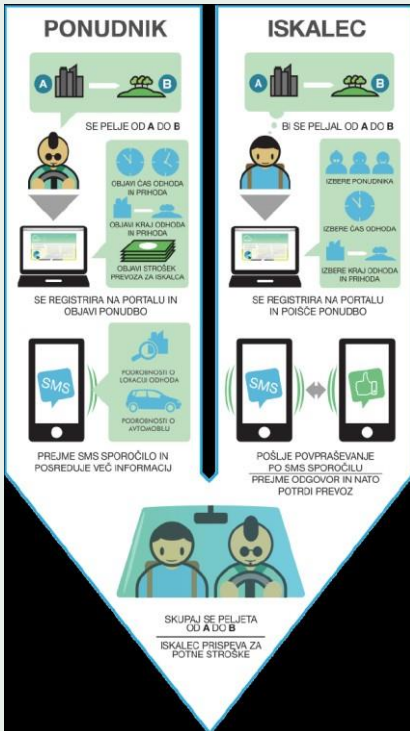 PONUDNIK
A
B
SE PELJE OD A DO B
OBJAVI ČAS ODHODA
IN PRIHODA
OBJAVI KRAJ ODHODA
IN PRIHODA
OBJAVI STROŠEK
PREVOZA ZA ISKALCA
SE REGISTRIRA NA PORTALU IN
OBJAVI PONUDBO
SMS
PODROBNOSTI O
LOKACIJI ODHODA
PODROBNOSTI O
AVTOMOBILU
PREJME SMS SPOROČILO IN
POSREDUJE VEČ INFORMACIJ
ISKALEC
A
B
BI SE PELJAL OD A DO B
IZBERE PONUDNIKA
IZBERE ČAS ODHODA
IZBERE KRAJ ODHODA
IN PRIHODA
SE REGISTRIRA NA PORTALU
IN POIŠČE PONUDBO
SMS
POŠLJE POVPRAŠEVANJE
PO SMS SPOROČILU
PREJME ODGOVOR IN NATO
POTRDI PREVOZ
SKUPAJ SE PELJETA
OD A DO B
ISKALEC PRISPEVA ZA
POTNE STROŠKE